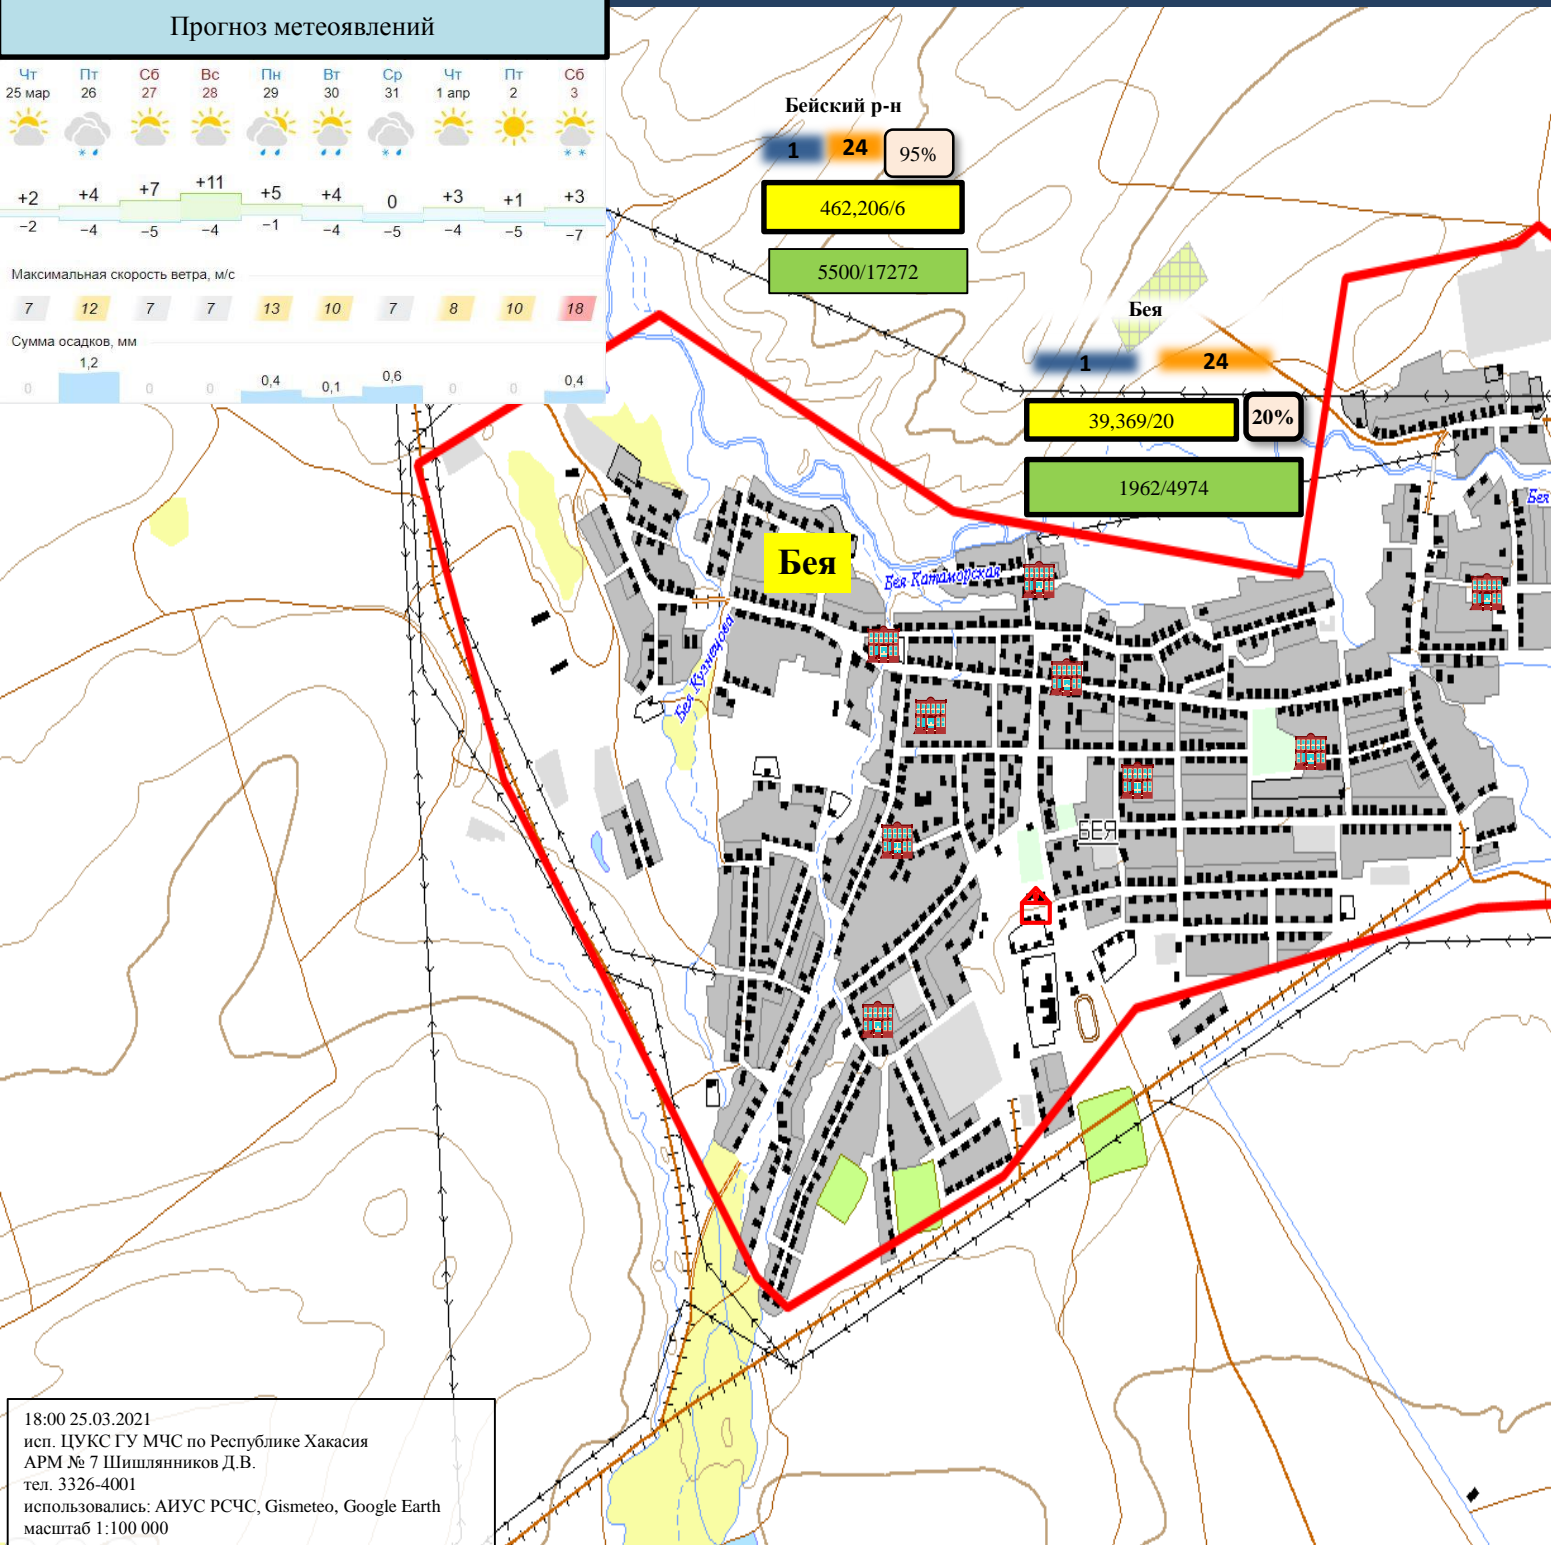 Прогноз метеоявлений
Чт Пт Сб Вс Пн Вт Ср Чт Пт Сб
25 мар 26 27 28 29 30 31 1 апр 2 3
+2 +4 +7 +11 +5 +4 0 +3 +1 +3
−2 −4 −5 −4 −1 −4 −5 −4 −5 −7
Максимальная скорость ветра, м/с
7 12 7 7 13 10 7 8 10 18
Сумма осадков, мм
0 1,2 0 0 0,4 0,1 0,6 0 0 0,4
Бейский р-н
1 24 95%
462,206/6
5500/17272
Бея
1 24
39,369/20 20%
1962/4974
Бея
Бея
Бея Катаморская
Бея Кузнецова
БЕЯ
18:00 25.03.2021
исп. ЦУКС ГУ МЧС по Республике Хакасия
АРМ № 7 Шишлянников Д.В.
тел. 3326-4001
использовались: АИУС РСЧС, Gismeteo, Google Earth
масштаб 1:100 000